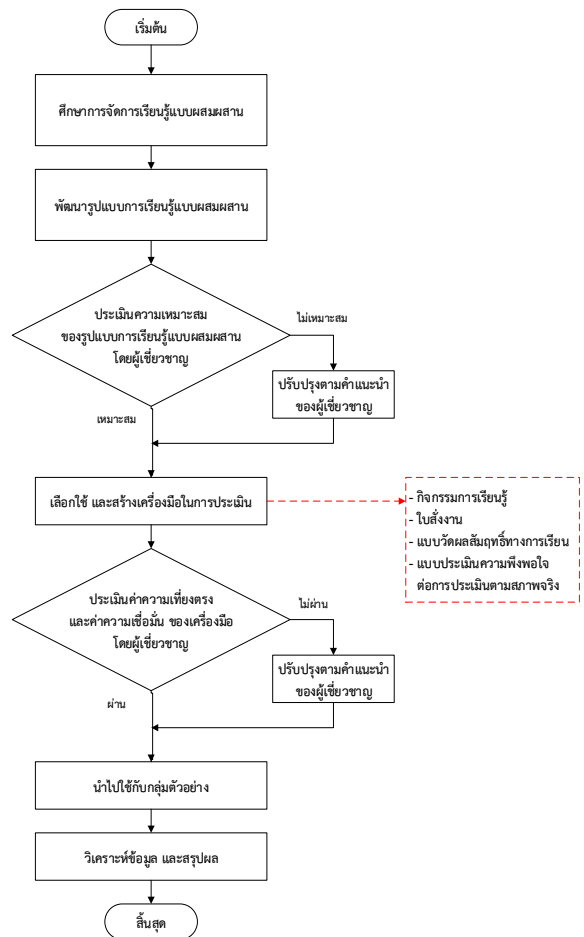 เริ่มต้น
ศึกษาการจัดการเรียนรู้แบบผสมผสาน
พัฒนารูปแบบการเรียนรู้แบบผสมผสาน
ประเมินความเหมาะสม
ของรูปแบบการเรียนรู้แบบผสมผสาน
โดยผู้เชี่ยวชาญ
ไม่เหมาะสม
ปรับปรุงตามคำแนะนำ
ของผู้เชี่ยวชาญ
เหมาะสม
เลือกใช้ และสร้างเครื่องมือในการประเมิน
- กิจกรรมการเรียนรู้
- ใบสั่งงาน
- แบบวัดผลสัมฤทธิ์ทางการเรียน
- แบบประเมินความพึงพอใจ
ต่อการประเมินตามสภาพจริง
ประเมินค่าความเที่ยงตรง
และค่าความเชื่อมั่น ของเครื่องมือ
โดยผู้เชี่ยวชาญ
ไม่ผ่าน
ปรับปรุงตามคำแนะนำ
ของผู้เชี่ยวชาญ
ผ่าน
นำไปใช้กับกลุ่มตัวอย่าง
วิเคราะห์ข้อมูล และสรุปผล
สิ้นสุด